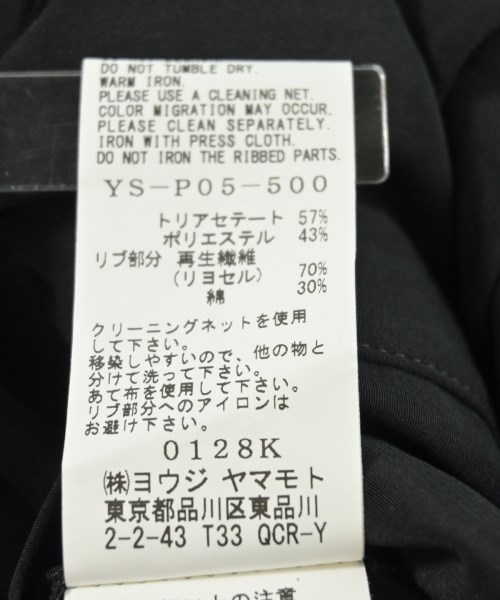 DO NOT TUMBLE DRY.
WARM IRON.
PLEASE USE A CLEANING NET.
COLOR MIGRATION MAY OCCUR.
PLEASE CLEAN SEPARATELY.
IRON WITH PRESS CLOTH.
DO NOT IRON THE RIBBED PARTS.
YS-P05-500
トリアセテート 57%
ポリエステル 43%
リブ部分 再生繊維
(リヨセル) 70%
綿 30%
クリーニングネットを使用
して下さい。
移染しやすいので、他の物と
分けて洗って下さい。
あて布を使用して下さい。
リブ部分へのアイロンは
お避け下さい。
0128K
㈱ヨウジ ヤマモト
東京都品川区東品川
2-2-43 T33 QCR-Y
の注意